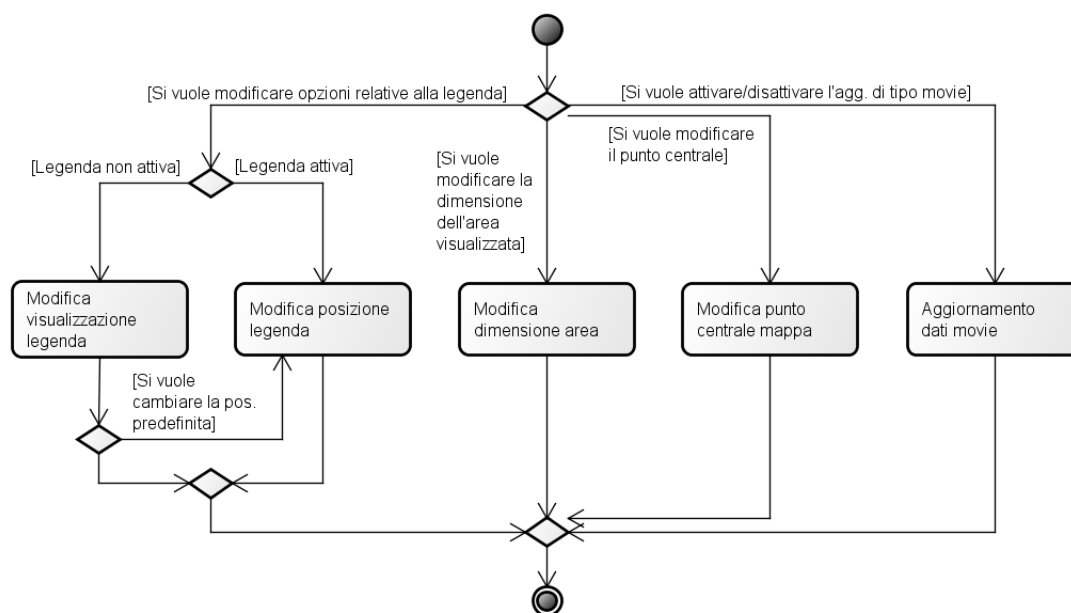 [Si vuole modificare opzioni relative alla legenda]
[Si vuole attivare/disattivare l'agg. di tipo movie]
[Si vuole modificare
il punto centrale]
[Si vuole
modificare la
dimensione
dell'area
visualizzata]
[Legenda non attiva]
[Legenda attiva]
Modifica
visualizzazione
legenda
Modifica posizione
legenda
Modifica
dimensione area
Modifica punto
centrale mappa
Aggiornamento
dati movie
[Si vuole
cambiare la pos.
predefinita]